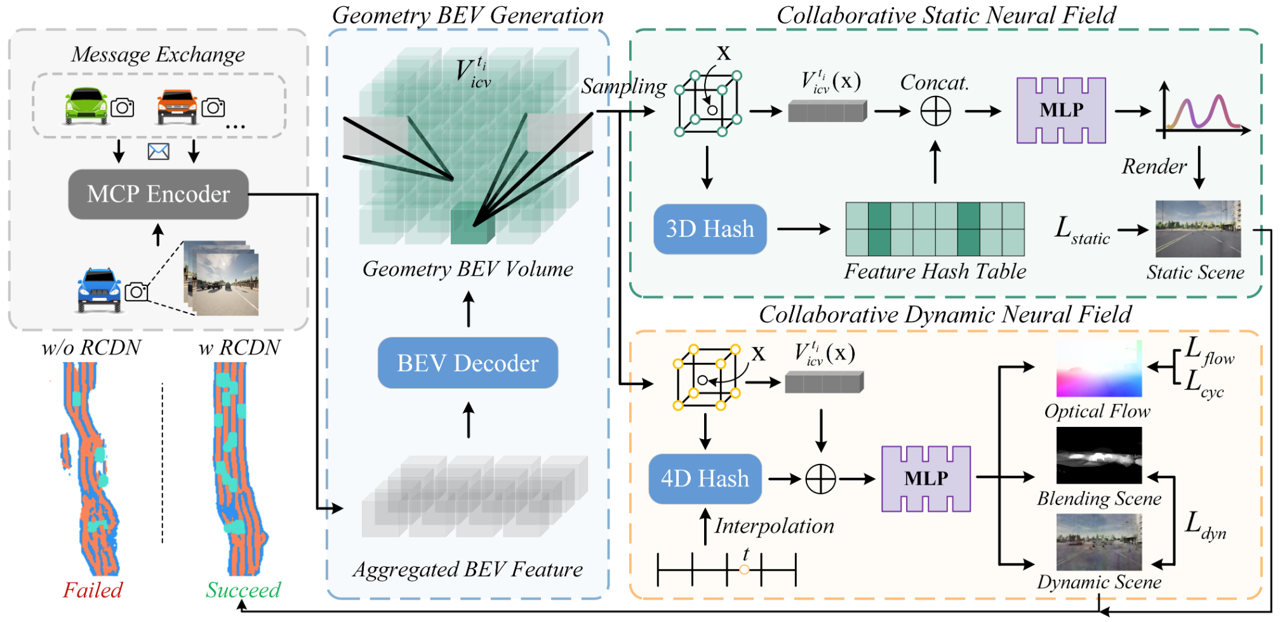 Message Exchange
...
MCP Encoder
w/o RCDN
w RCDN
Failed
Succeed
Geometry BEV Generation
V_{icv}^{t_i}
Geometry BEV Volume
BEV Decoder
Aggregated BEV Feature
Sampling
Collaborative Static Neural Field
x
V_{icv}^{t_i}(x)
Concat.
MLP
Render
3D Hash
Feature Hash Table
L_{static}
Static Scene
Collaborative Dynamic Neural Field
x
V_{icv}^{t_i}(x)
4D Hash
MLP
Interpolation
t
Optical Flow
L_{flow}
L_{cyc}
Blending Scene
L_{dyn}
Dynamic Scene